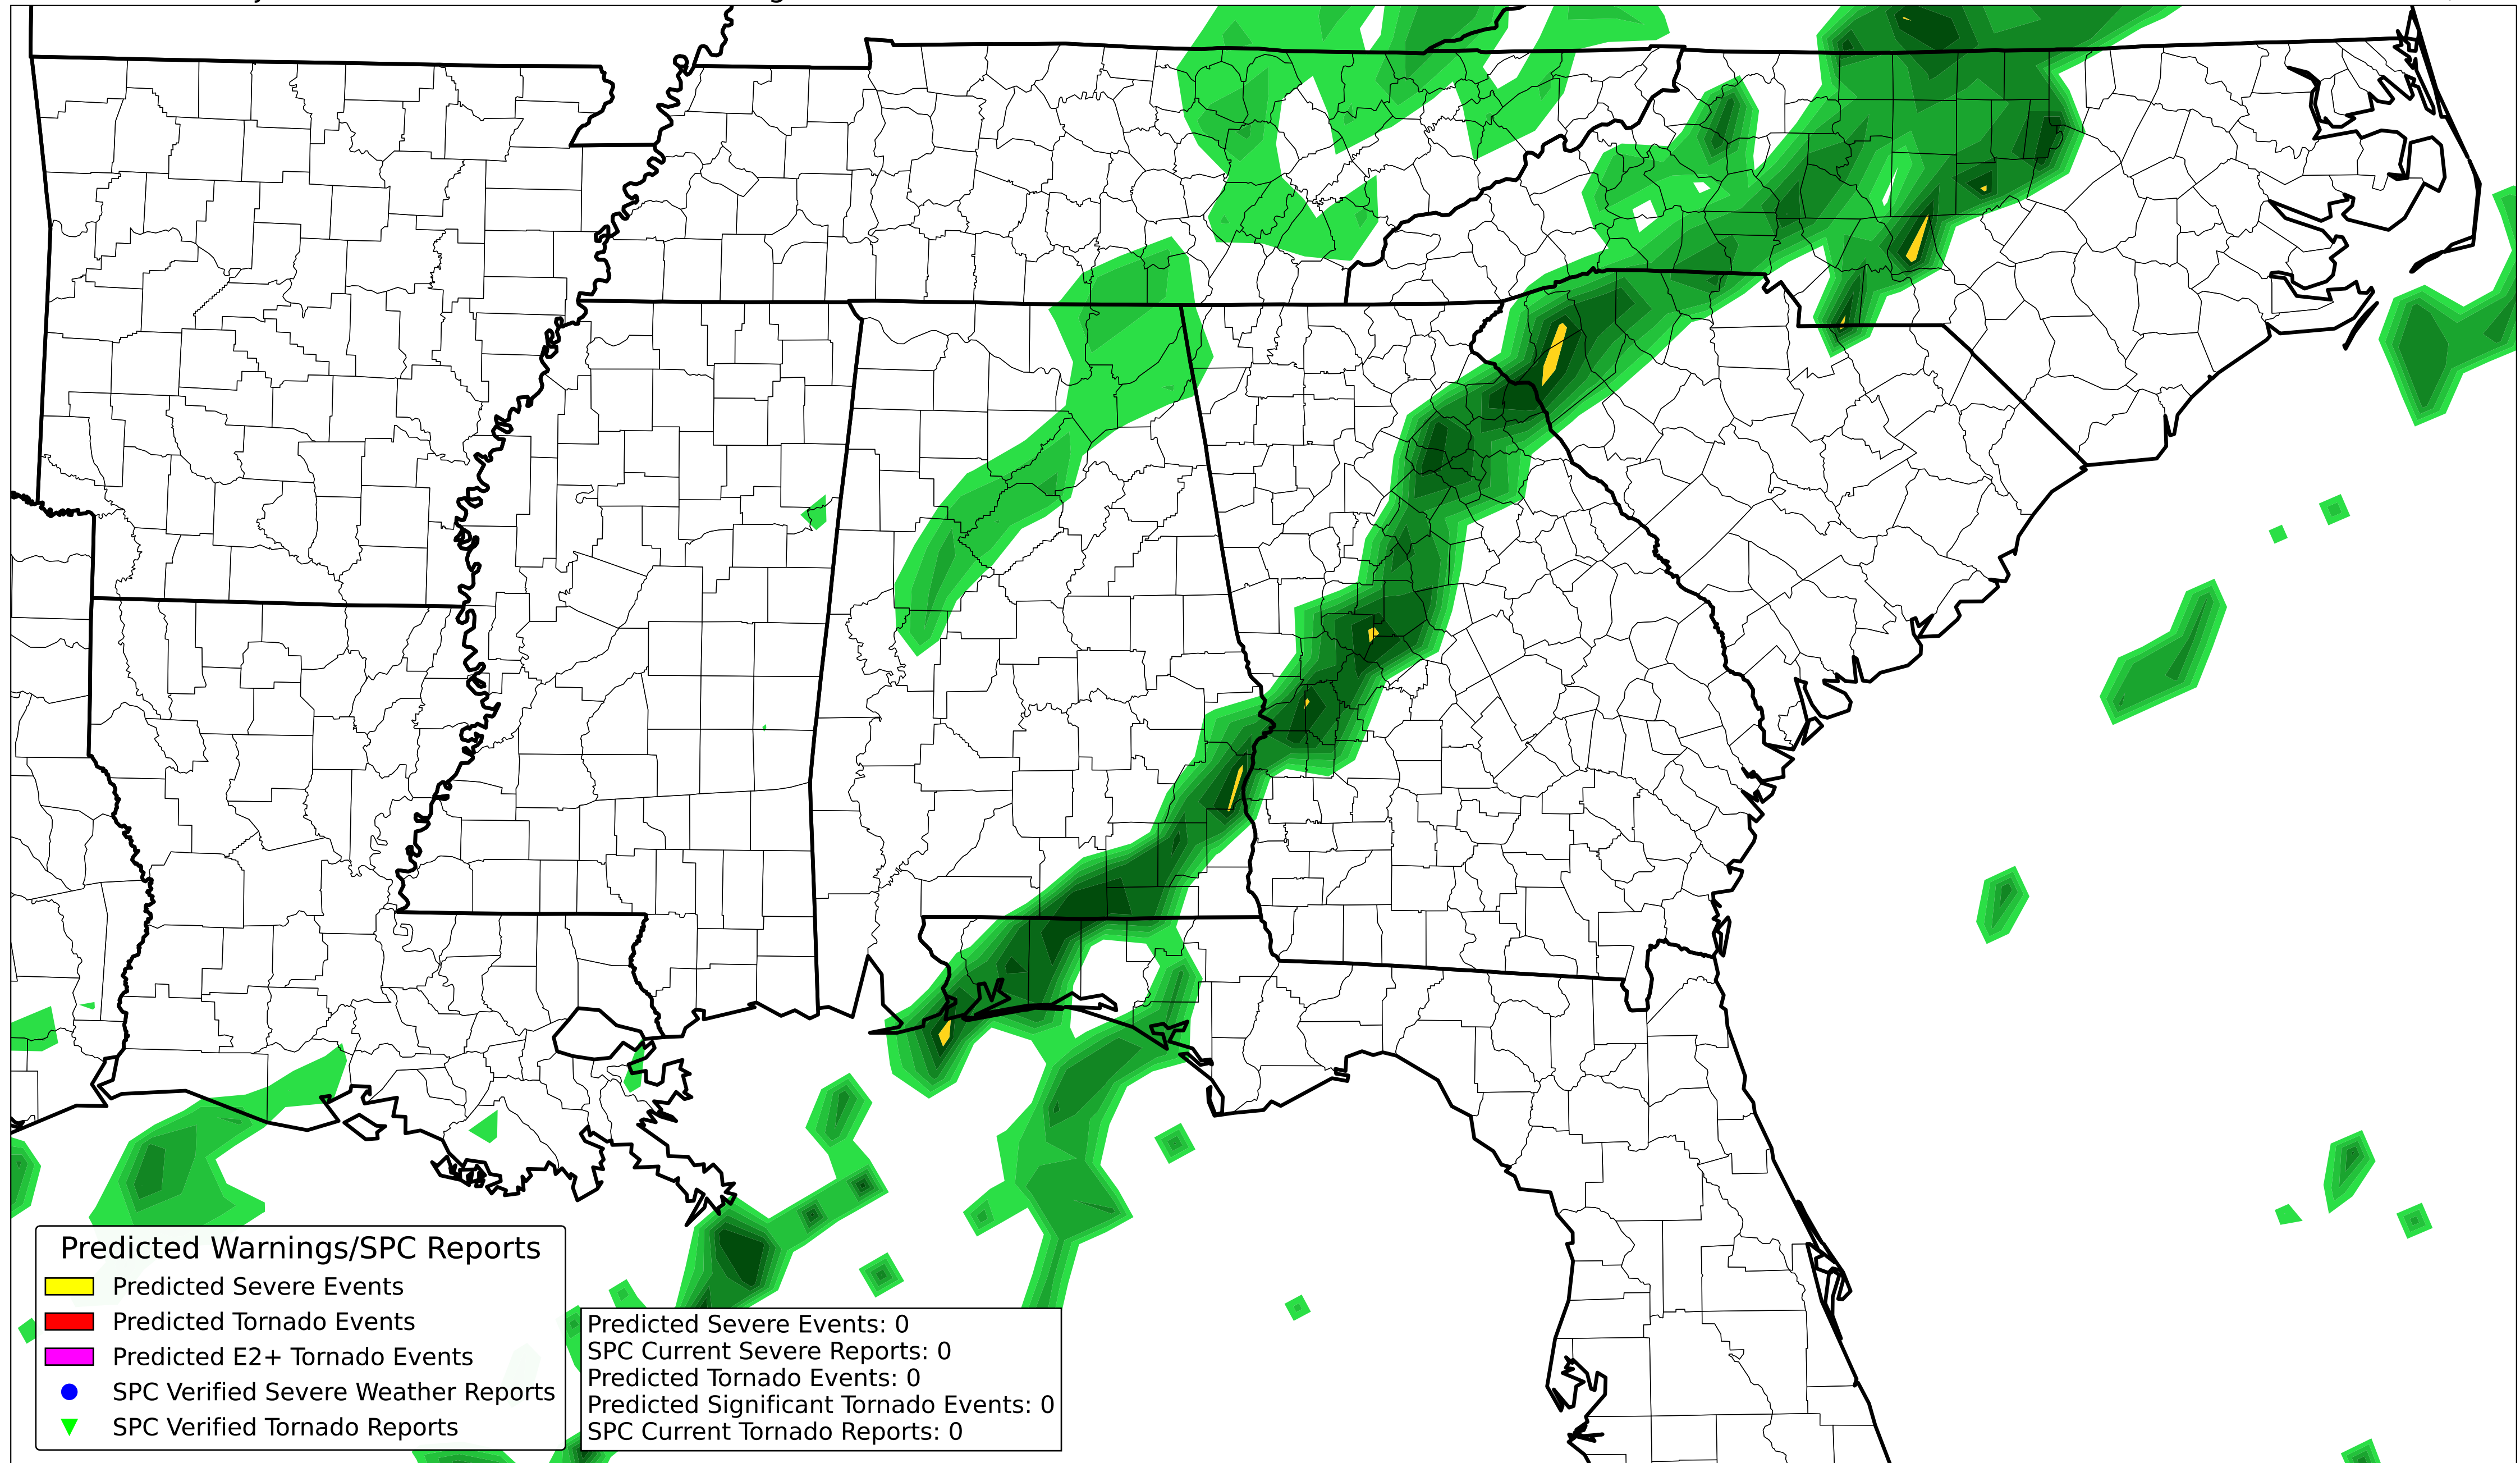 Predicted Warnings/SPC Reports
Predicted Severe Events
Predicted Tornado Events
Predicted E2+ Tornado Events
SPC Verified Severe Weather Reports
SPC Verified Tornado Reports
Predicted Severe Events: 0
SPC Current Severe Reports: 0
Predicted Tornado Events: 0
Predicted Significant Tornado Events: 0
SPC Current Tornado Reports: 0